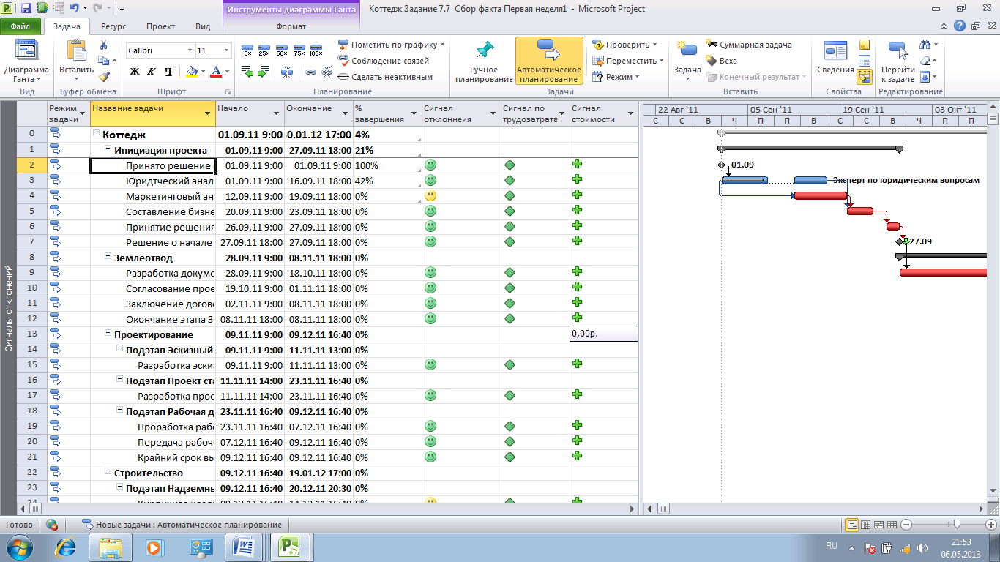 Инструменты диаграммы Ганта
Коттедж Задание 7.7 Сбор факта Первая неделя1 - Microsoft Project
Файл Задача Ресурс Проект Вид Формат
Диаграмма Ганта
Вид
Вставить
Буфер обмена
Calibri 11
Ж К Ч
Шрифт
0% 25% 50% 75% 100%
Пометить по графику
Соблюдение связей
Сделать неактивным
Планирование
Ручное планирование
Автоматическое планирование
Проверить
Переместить
Режим
Задачи
Задача
Суммарная задача
Веха
Конечный результат
Вставить
Сведения
Свойства
Перейти к задаче
Редактирование
Режим задачи Название задачи Начало Окончание % завершения Сигнал отклонения Сигнал по трудозатрата Сигнал стоимости
22 Авг '11 05 Сен '11 19 Сен '11 03 Окт '11
С С Ч П П В С С В Ч П П
0 Коттедж 01.09.11 9:00 0.01.12 17:00 4%
1 Инициация проекта 01.09.11 9:00 27.09.11 18:00 21%
2 Принято решение 01.09.11 9:00 01.09.11 9:00 100% 01.09
3 Юридтческий анал 01.09.11 9:00 16.09.11 18:00 42% Эксперт по юридическим вопросам
4 Маркетинговый ан 12.09.11 9:00 19.09.11 18:00 0%
5 Составление бизне 20.09.11 9:00 23.09.11 18:00 0%
6 Принятие решения 26.09.11 9:00 27.09.11 18:00 0%
7 Решение о начале 27.09.11 18:00 27.09.11 18:00 0% 27.09
8 Землеотвод 28.09.11 9:00 08.11.11 18:00 0%
9 Разработка докуме 28.09.11 9:00 18.10.11 18:00 0%
10 Согласование прое 19.10.11 9:00 01.11.11 18:00 0%
11 Заключение догово 02.11.11 9:00 08.11.11 18:00 0%
12 Окончание этапа З 08.11.11 18:00 08.11.11 18:00 0%
13 Проектирование 09.11.11 9:00 09.12.11 16:40 0% 0,00р.
14 Подэтап Эскизный 09.11.11 9:00 11.11.11 13:00 0%
15 Разработка эски 09.11.11 9:00 11.11.11 13:00 0%
16 Подэтап Проект ста 11.11.11 14:00 23.11.11 16:40 0%
17 Разработка прое 11.11.11 14:00 23.11.11 16:40 0%
18 Подэтап Рабочая д 23.11.11 16:40 09.12.11 16:40 0%
19 Проработка рабо 23.11.11 16:40 07.12.11 16:40 0%
20 Передача рабоч 07.12.11 16:40 09.12.11 16:40 0%
21 Крайний срок вы 09.12.11 16:40 09.12.11 16:40 0%
22 Строительство 09.12.11 16:40 19.01.12 17:00 0%
23 Подэтап Надземны 09.12.11 16:40 20.12.11 20:30 0%
Сигналы отклонений
Готово Новые задачи : Автоматическое планирование
RU 21:53
06.05.2013